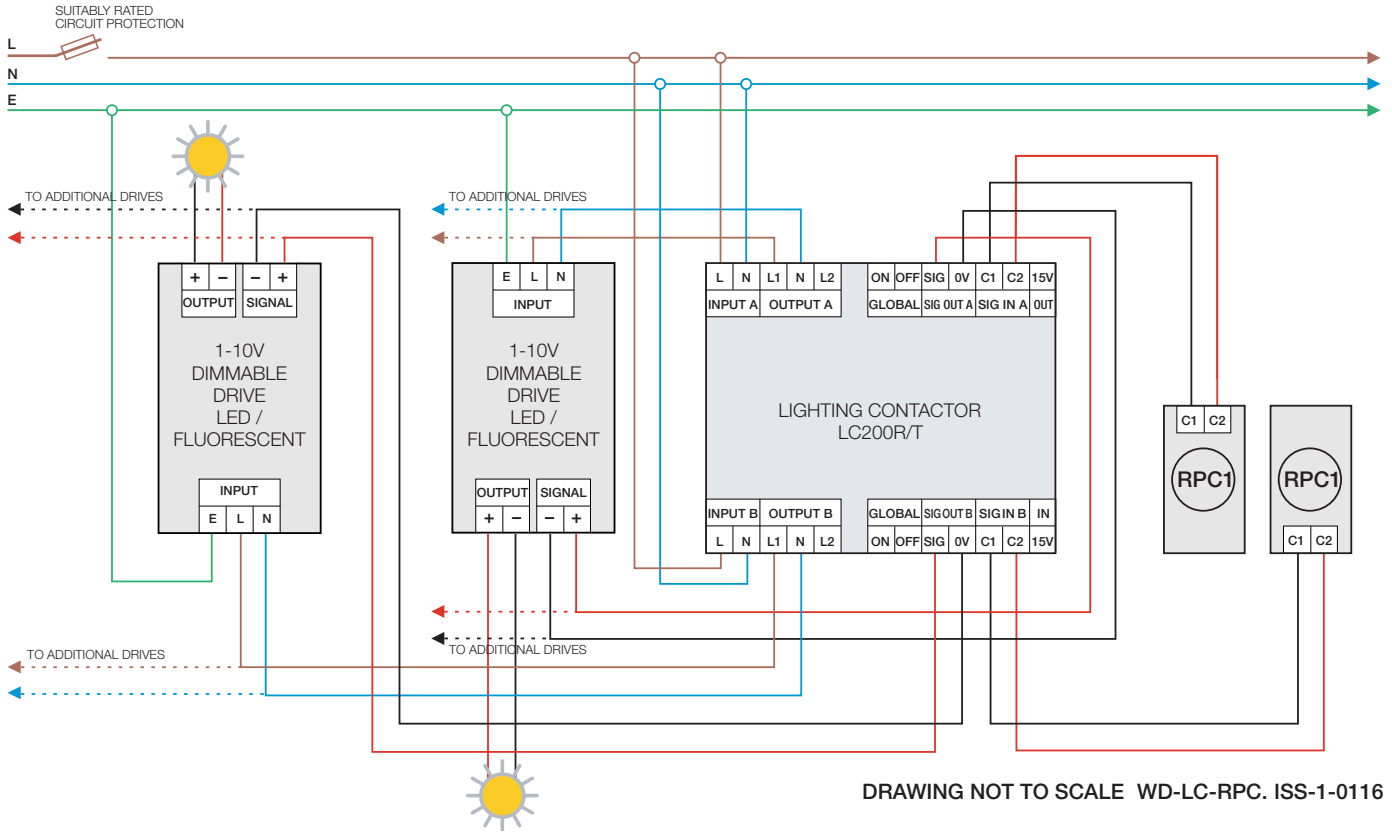 SUITABLY RATED
CIRCUIT PROTECTION
L
N
E
TO ADDITIONAL DRIVES
TO ADDITIONAL DRIVES
+ − − +
OUTPUT SIGNAL
1-10V
DIMMABLE
DRIVE
LED /
FLUORESCENT
INPUT
E L N
E L N
INPUT
1-10V
DIMMABLE
DRIVE
LED /
FLUORESCENT
OUTPUT SIGNAL
+ − − +
L N L1 N L2 ON OFF SIG 0V C1 C2 15V
INPUT A OUTPUT A GLOBAL SIG OUT A SIG IN A OUT
LIGHTING CONTACTOR
LC200R/T
INPUT B OUTPUT B GLOBAL SIG OUT B SIG IN B IN
L N L1 N L2 ON OFF SIG 0V C1 C2 15V
C1 C2
RPC1
RPC1
C1 C2
TO ADDITIONAL DRIVES
TO ADDITIONAL DRIVES
DRAWING NOT TO SCALE WD-LC-RPC. ISS-1-0116